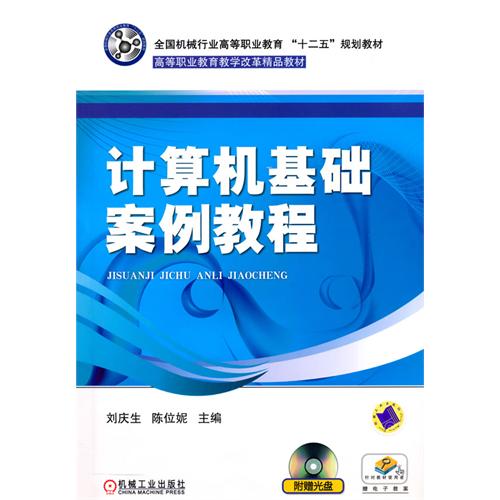 全国机械行业高等职业教育 “十二五” 规划教材
高等职业教育教学改革精品教材
计算机基础
案例教程
JISUANJI JICHU ANLI JIAOCHENG
刘庆生 陈位妮 主编
机械工业出版社
CHINA MACHINE PRESS
附赠光盘
赠电子教案